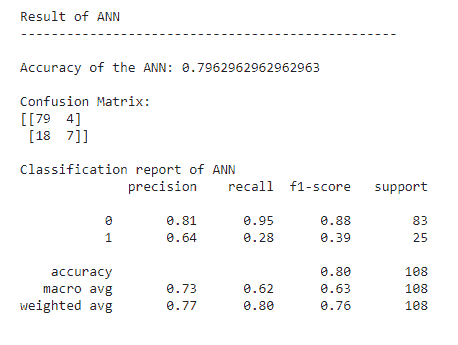 Result of ANN
--------------------------------------------------
Accuracy of the ANN: 0.7962962962962963
Confusion Matrix:
[[79  4]
 [18  7]]
Classification report of ANN
              precision    recall  f1-score   support
           0       0.81      0.95      0.88        83
           1       0.64      0.28      0.39        25
    accuracy                           0.80       108
   macro avg       0.73      0.62      0.63       108
weighted avg       0.77      0.80      0.76       108